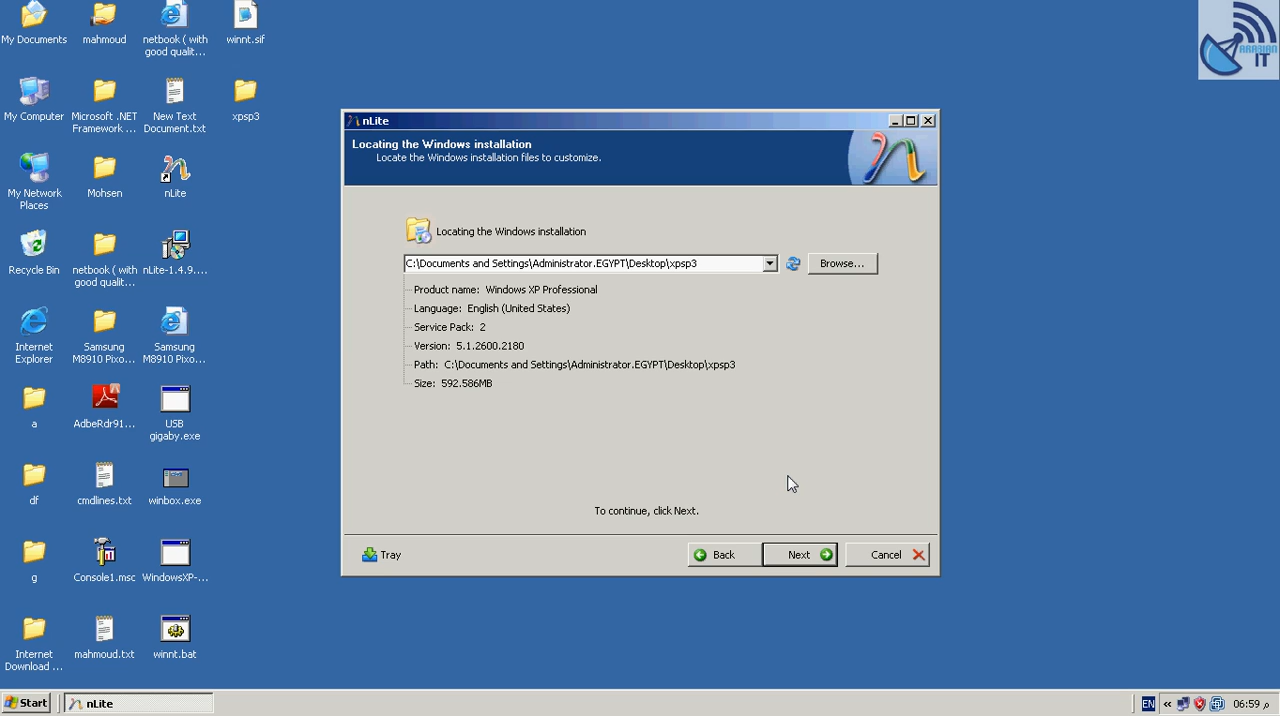 My Documents
mahmoud
netbook ( with
good qualit...
winnt.sif
My Computer
Microsoft .NET
Framework ...
New Text
Document.txt
xpsp3
My Network
Places
Mohsen
nLite
Recycle Bin
netbook ( with
good qualit...
nLite-1.4.9....
Internet
Explorer
Samsung
M8910 Pixo...
Samsung
M8910 Pixo...
a
AdbeRdr91...
USB
gigaby.exe
df
cmdlines.txt
winbox.exe
g
Console1.msc
WindowsXP-...
Internet
Download ...
mahmoud.txt
winnt.bat
ARABIAN
IT
nLite
Locating the Windows installation
Locate the Windows installation files to customize.
Locating the Windows installation
C:\Documents and Settings\Administrator.EGYPT\Desktop\xpsp3
Browse...
Product name: Windows XP Professional
Language: English (United States)
Service Pack: 2
Version: 5.1.2600.2180
Path: C:\Documents and Settings\Administrator.EGYPT\Desktop\xpsp3
Size: 592.586MB
To continue, click Next.
Tray
Back
Next
Cancel
Start
nLite
EN
«
06:59 م